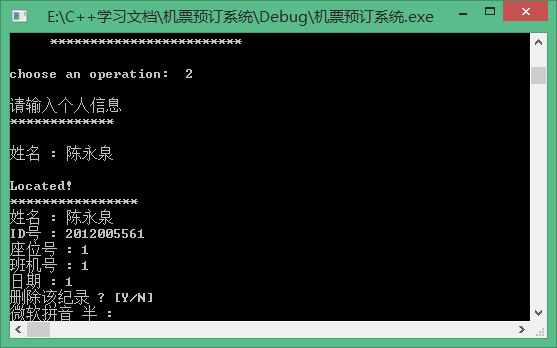 E:\C++学习文档\机票预订系统\Debug\机票预订系统.exe
************************
choose an operation:  2
请输入个人信息
*************
姓名 : 陈永泉
Located!
****************
姓名 : 陈永泉
ID号 : 2012005561
座位号 : 1
班机号 : 1
日期 : 1
删除该纪录 ? [Y/N]
微软拼音 半 :